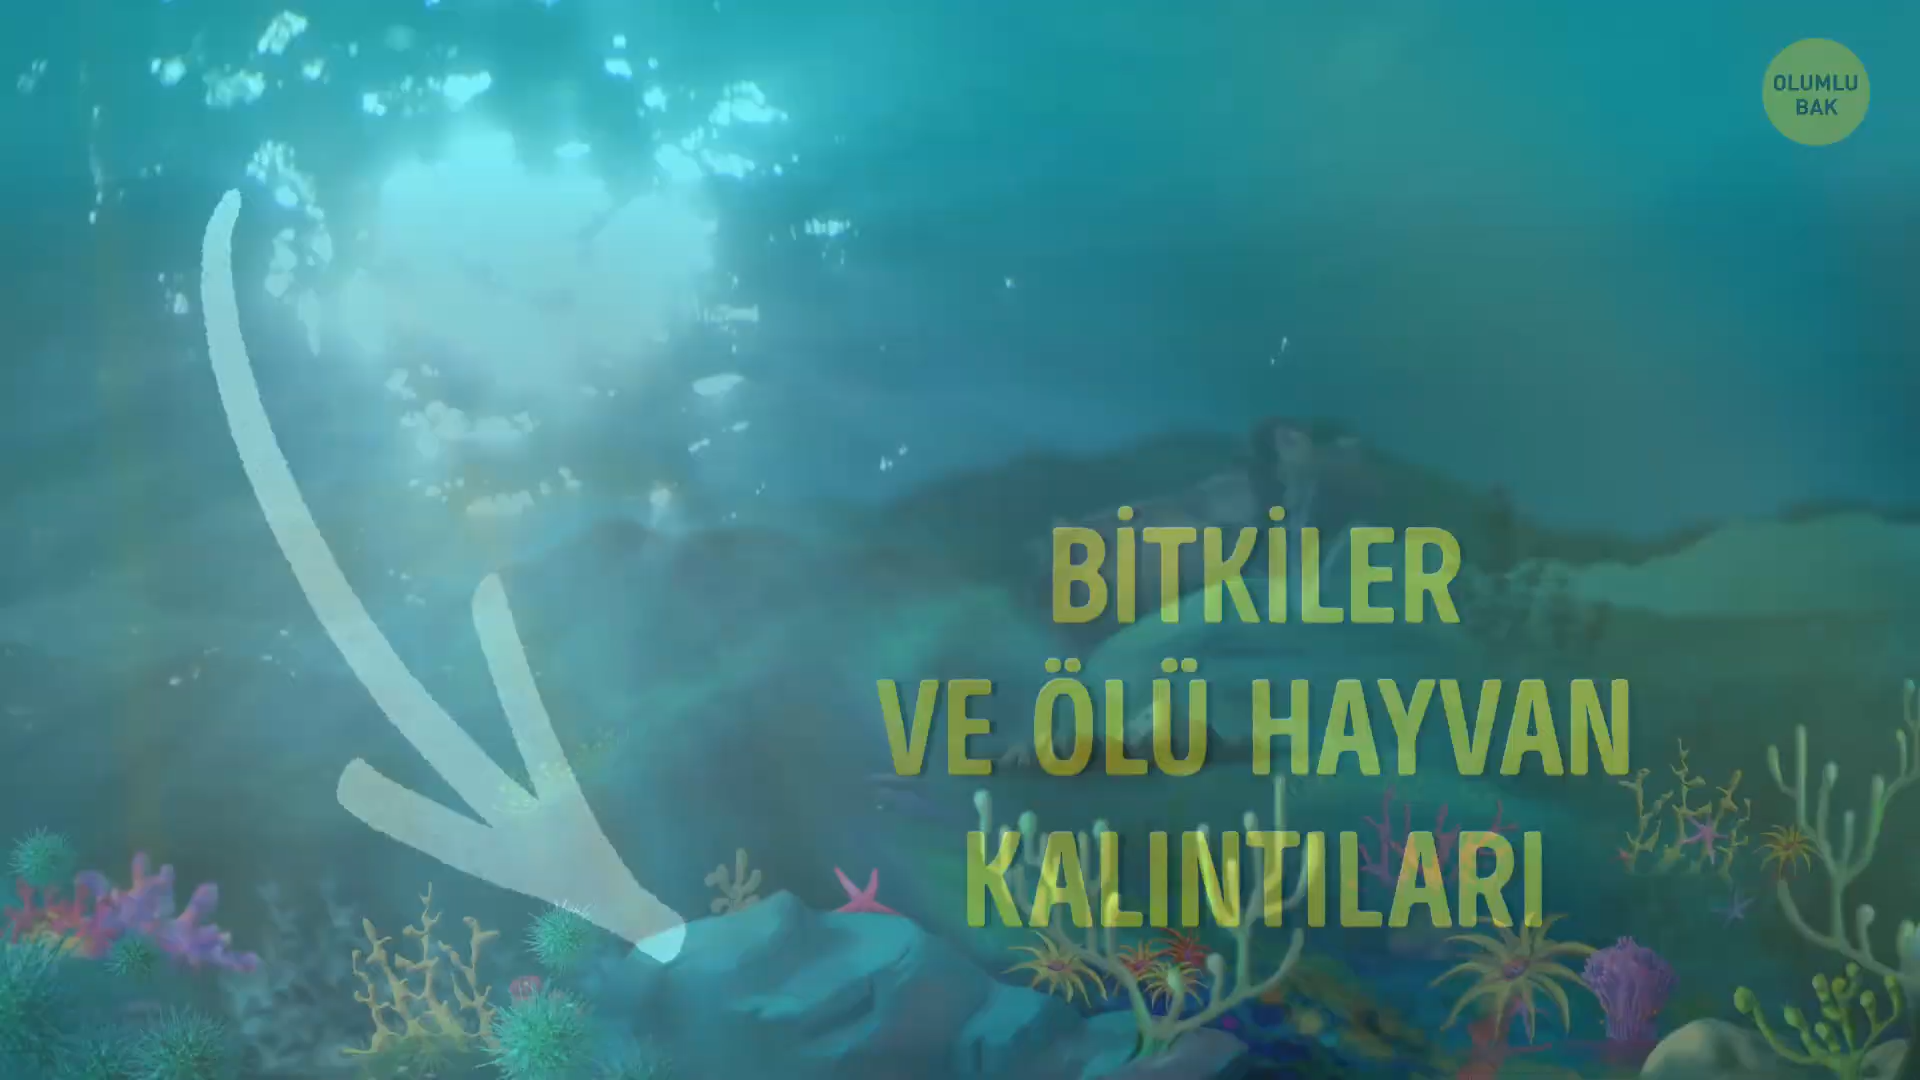 OLUMLU
BAK
BİTKİLER
VE ÖLÜ HAYVAN
KALINTILARI